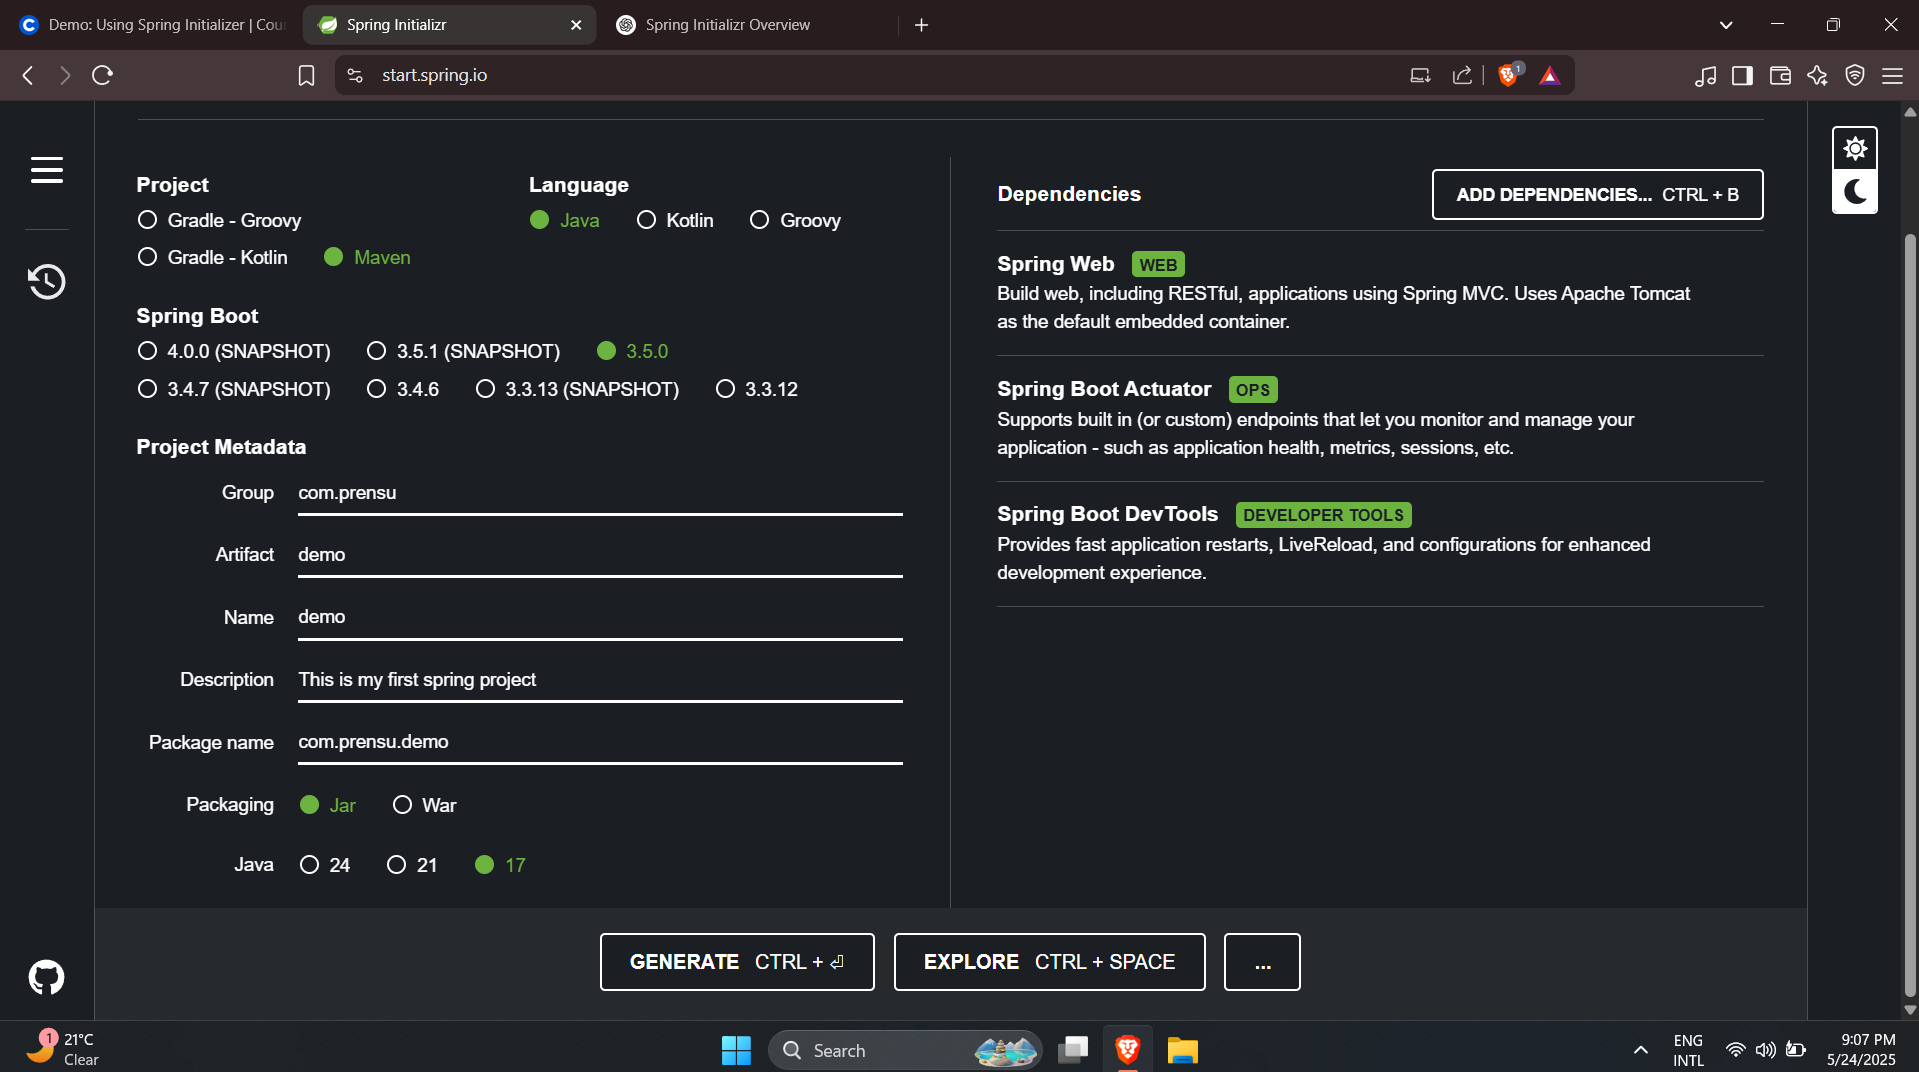 Demo: Using Spring Initializer | Cou
Spring Initializr
Spring Initializr Overview
start.spring.io
1
Project
Gradle - Groovy
Gradle - Kotlin
Maven
Language
Java
Kotlin
Groovy
Spring Boot
4.0.0 (SNAPSHOT)
3.5.1 (SNAPSHOT)
3.5.0
3.4.7 (SNAPSHOT)
3.4.6
3.3.13 (SNAPSHOT)
3.3.12
Project Metadata
Group com.prensu
Artifact demo
Name demo
Description This is my first spring project
Package name com.prensu.demo
Packaging Jar War
Java 24 21 17
Dependencies
ADD DEPENDENCIES... CTRL + B
Spring Web WEB
Build web, including RESTful, applications using Spring MVC. Uses Apache Tomcat
as the default embedded container.
Spring Boot Actuator OPS
Supports built in (or custom) endpoints that let you monitor and manage your
application - such as application health, metrics, sessions, etc.
Spring Boot DevTools DEVELOPER TOOLS
Provides fast application restarts, LiveReload, and configurations for enhanced
development experience.
GENERATE CTRL + ⏎
EXPLORE CTRL + SPACE
...
1
21°C
Clear
Search
ENG
INTL
9:07 PM
5/24/2025